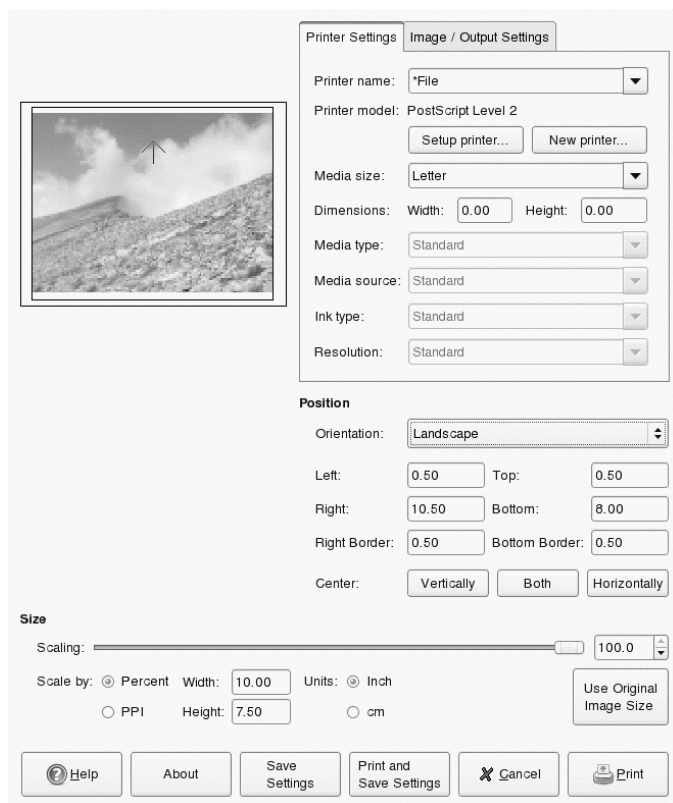 Printer Settings
Image / Output Settings
Printer name:
*File
Printer model:
PostScript Level 2
Setup printer...
New printer...
Media size:
Letter
Dimensions:
Width:
0.00
Height:
0.00
Media type:
Standard
Media source:
Standard
Ink type:
Standard
Resolution:
Standard
Position
Orientation:
Landscape
Left:
0.50
Top:
0.50
Right:
10.50
Bottom:
8.00
Right Border:
0.50
Bottom Border:
0.50
Center:
Vertically
Both
Horizontally
Size
Scaling:
100.0
Scale by:
Percent
Width:
10.00
Units:
Inch
PPI
Height:
7.50
cm
Use Original
Image Size
Help
About
Save
Settings
Print and
Save Settings
Cancel
Print